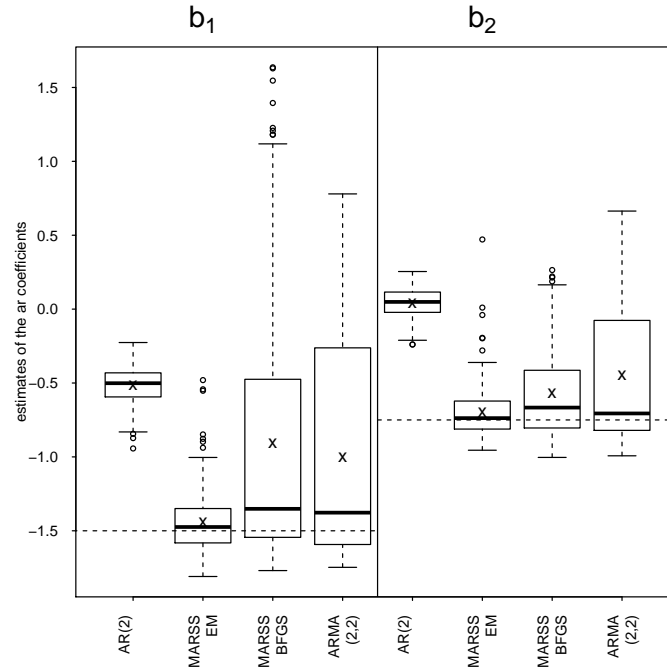 b1
b2
estimates of the ar coefficients
1.5
1.0
0.5
0.0
−0.5
−1.0
−1.5
x
x
x
x
x
x
x
x
AR(2)
MARSS
EM
MARSS
BFGS
ARMA
(2,2)
AR(2)
MARSS
EM
MARSS
BFGS
ARMA
(2,2)